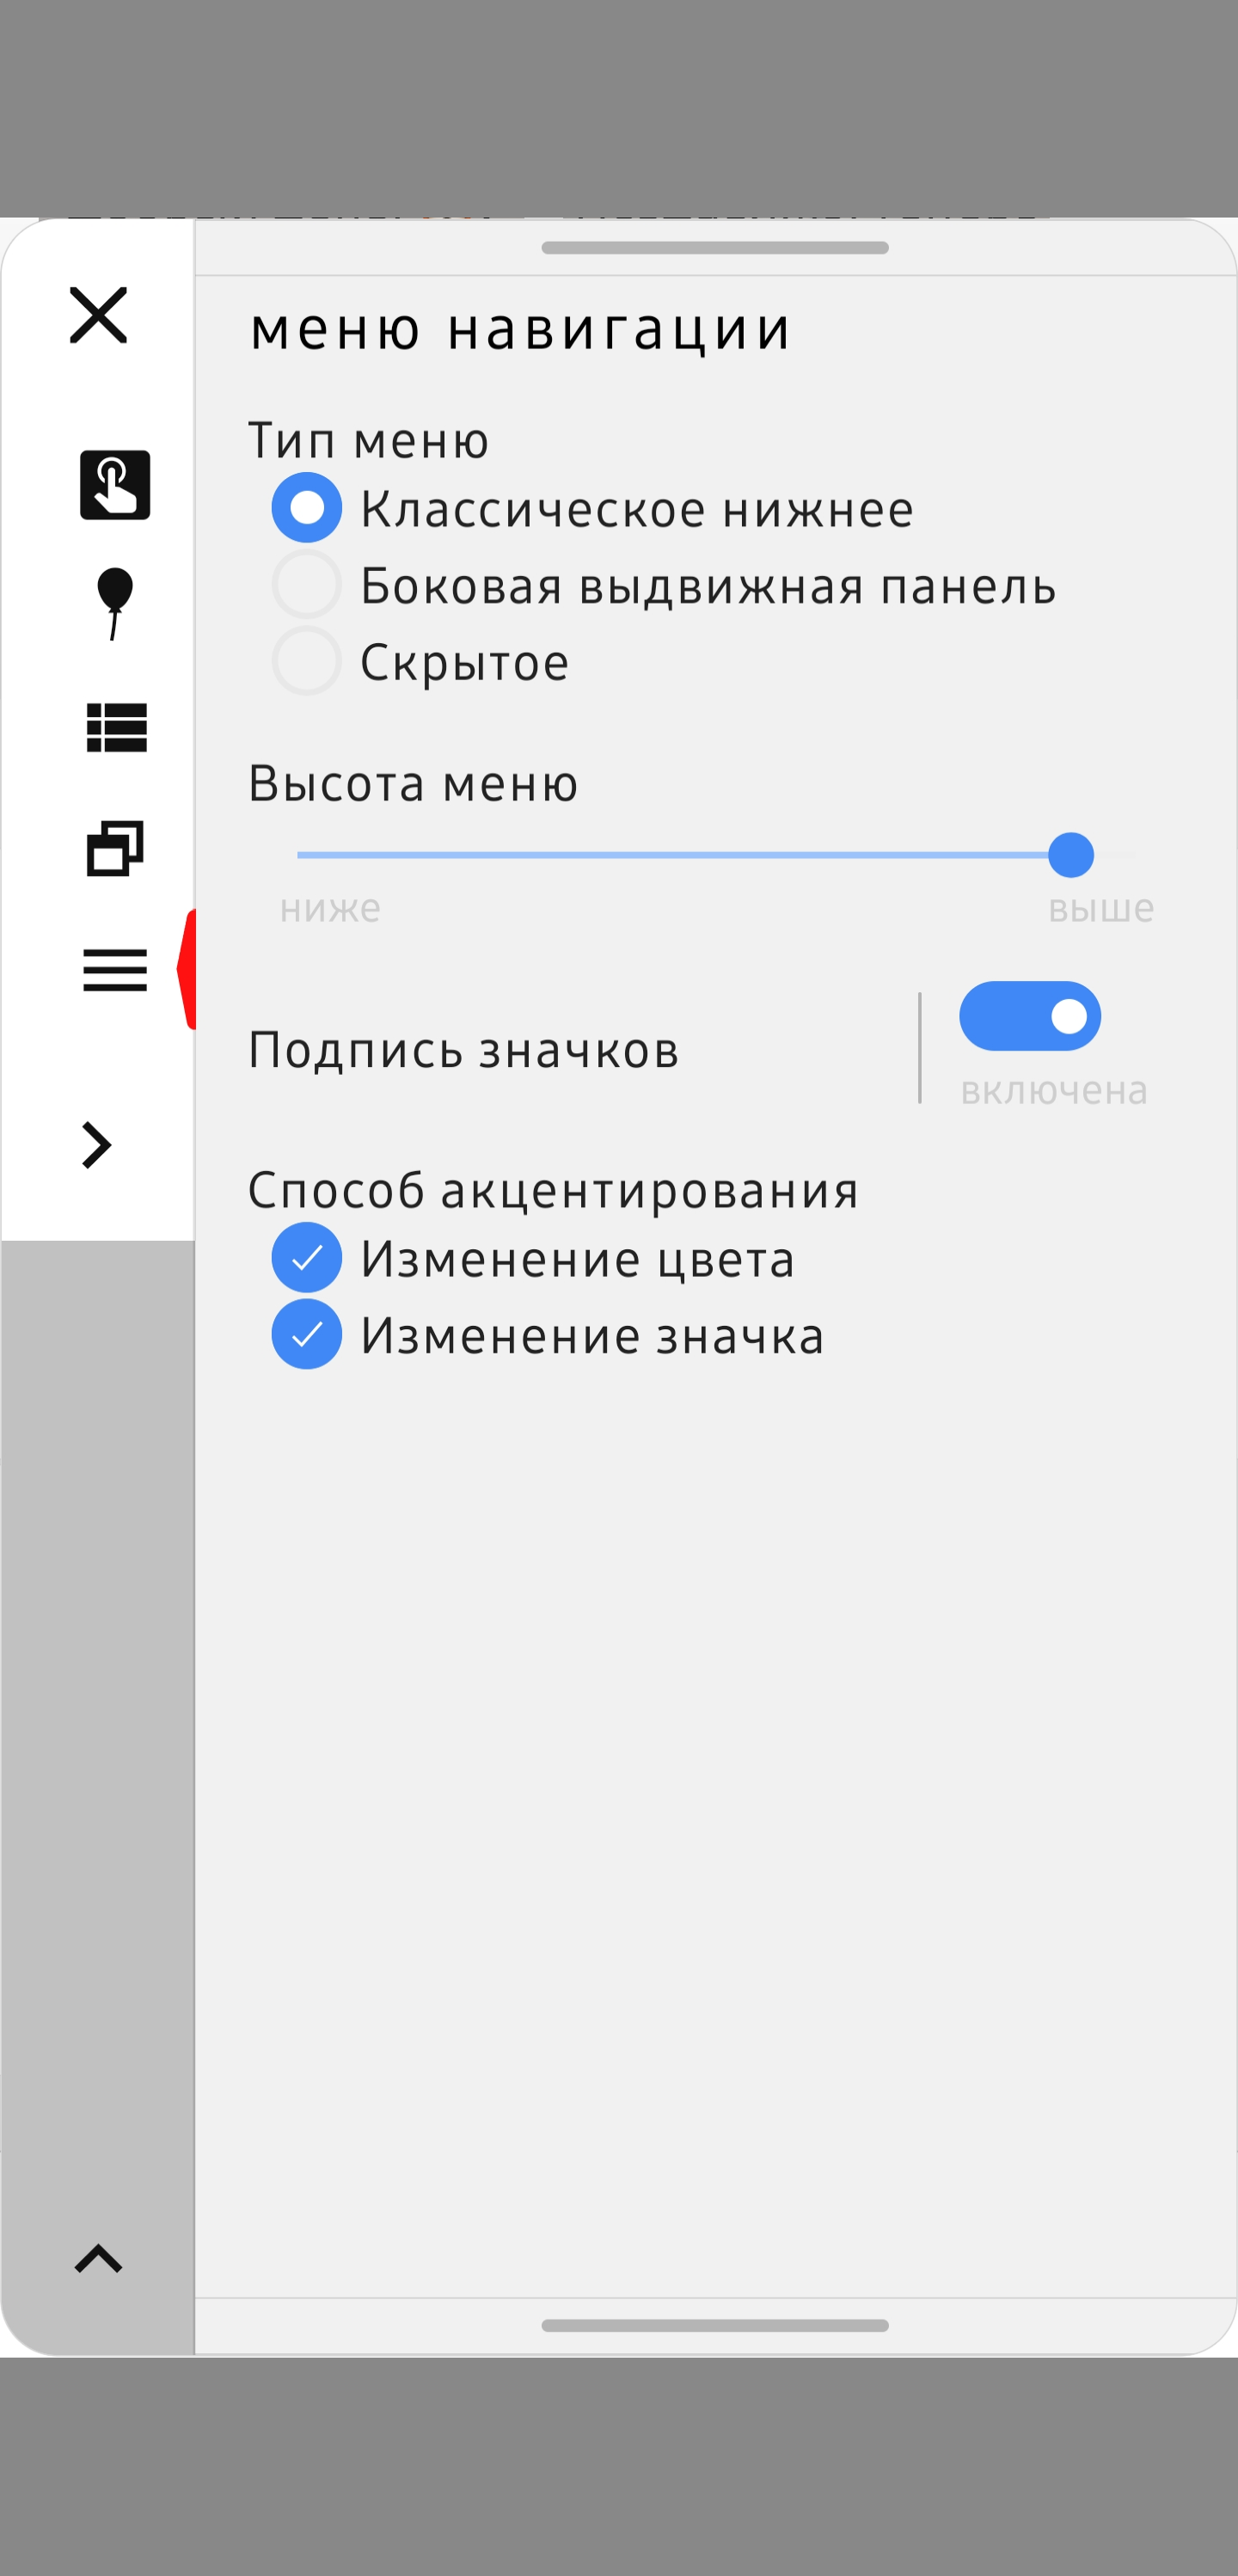 меню навигации
Тип меню
Классическое нижнее
Боковая выдвижная панель
Скрытое
Высота меню
ниже выше
Подпись значков
включена
Способ акцентирования
Изменение цвета
Изменение значка